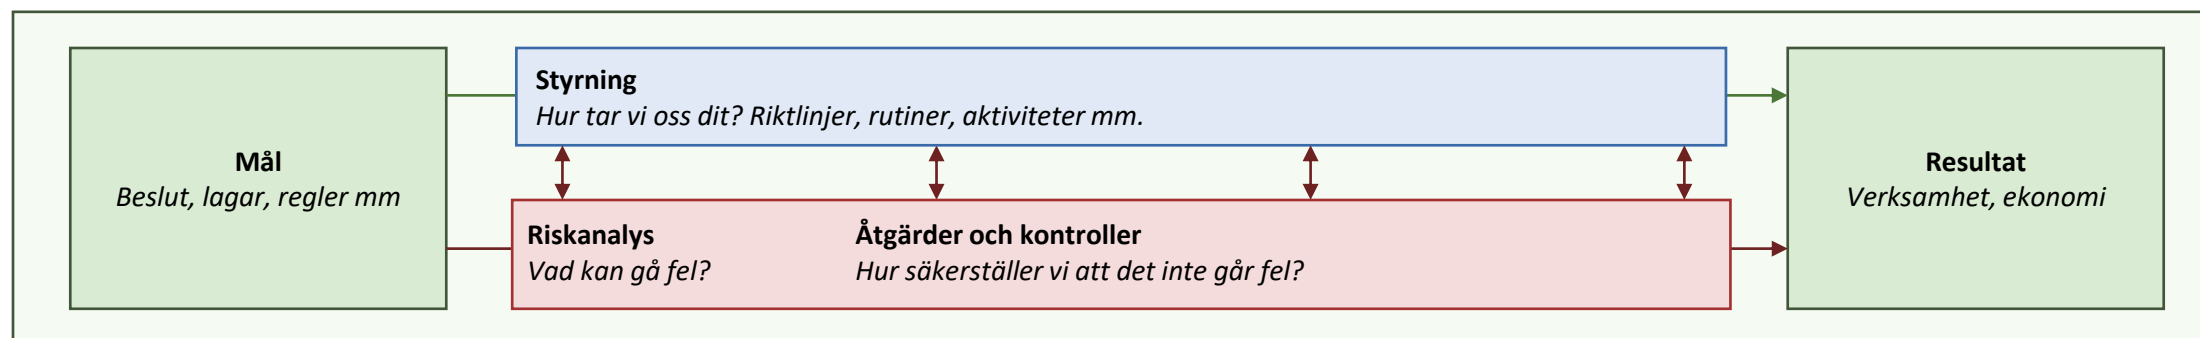 Mål
Beslut, lagar, regler mm
Styrning
Hur tar vi oss dit? Riktlinjer, rutiner, aktiviteter mm.
Riskanalys
Vad kan gå fel?
Åtgärder och kontroller
Hur säkerställer vi att det inte går fel?
Resultat
Verksamhet, ekonomi